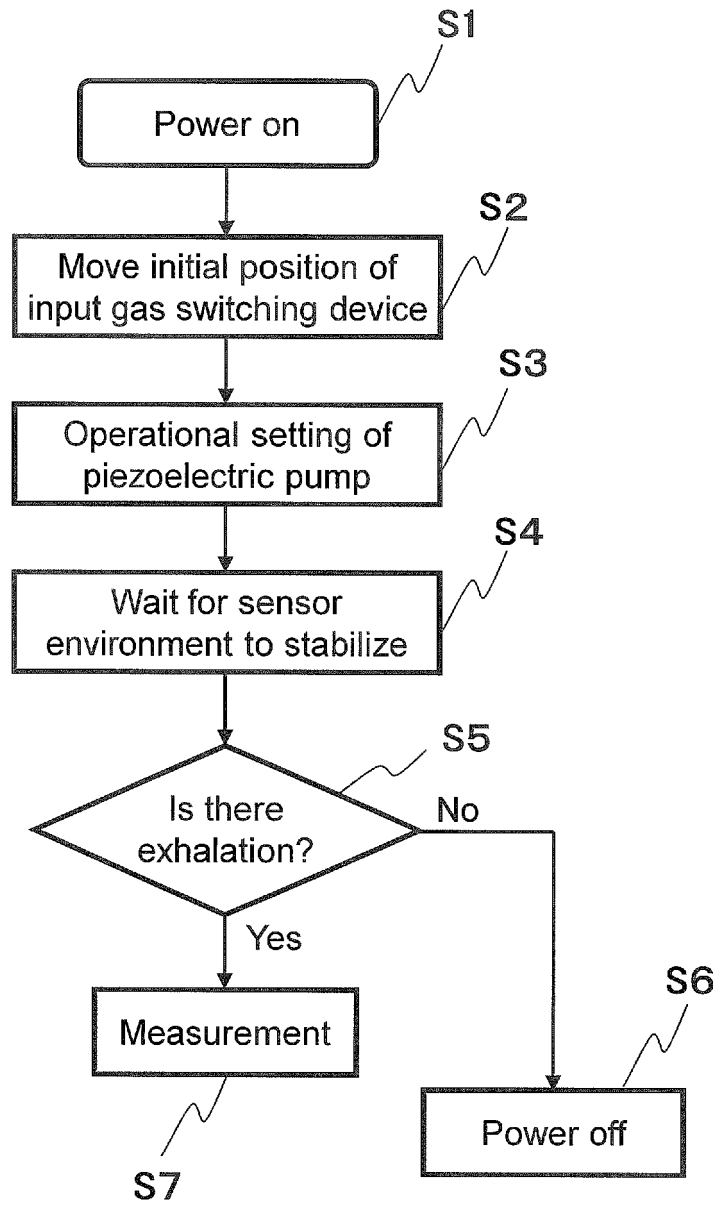 S1
Power on
S2
Move initial position of
input gas switching device
S3
Operational setting of
piezoelectric pump
S4
Wait for sensor
environment to stabilize
S5
Is there
exhalation?
No
Yes
S6
Measurement
Power off
S7